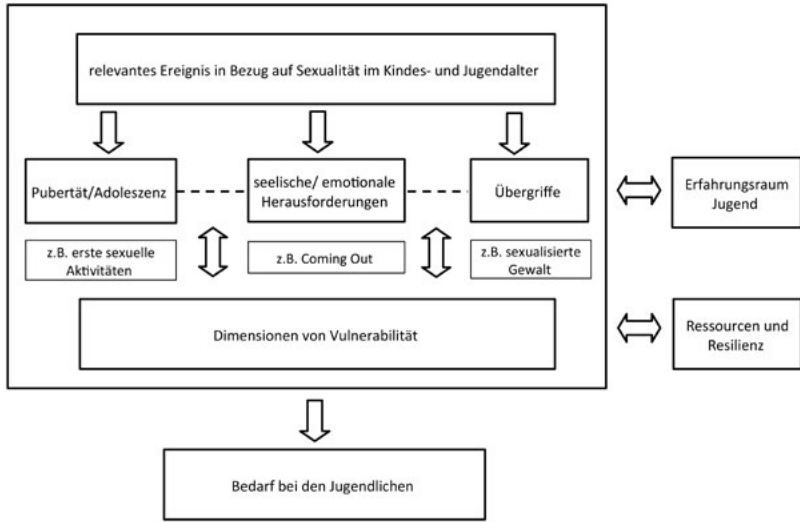 relevantes Ereignis in Bezug auf Sexualität im Kindes- und Jugendalter
Pubertät/Adoleszenz
seelische/ emotionale
Herausforderungen
Übergriffe
Erfahrungsraum
Jugend
z.B. erste sexuelle
Aktivitäten
z.B. Coming Out
z.B. sexualisierte
Gewalt
Dimensionen von Vulnerabilität
Ressourcen und
Resilienz
Bedarf bei den Jugendlichen